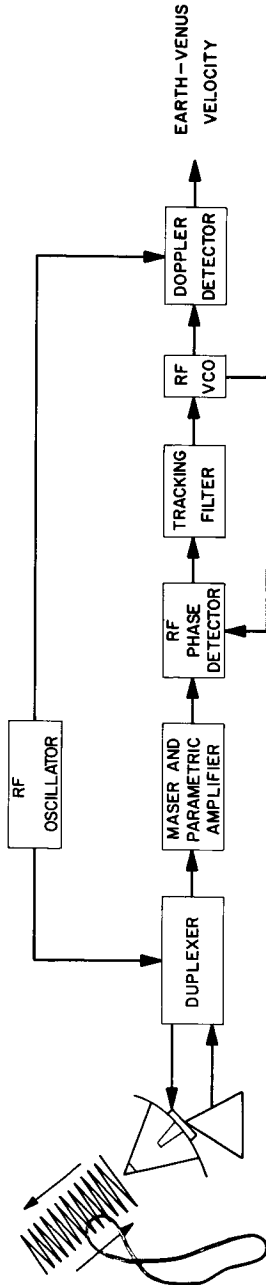 RF
OSCILLATOR
DUPLEXER
MASER AND
PARAMETRIC
AMPLIFIER
RF
PHASE
DETECTOR
TRACKING
FILTER
RF
VCO
DOPPLER
DETECTOR
EARTH–VENUS
VELOCITY